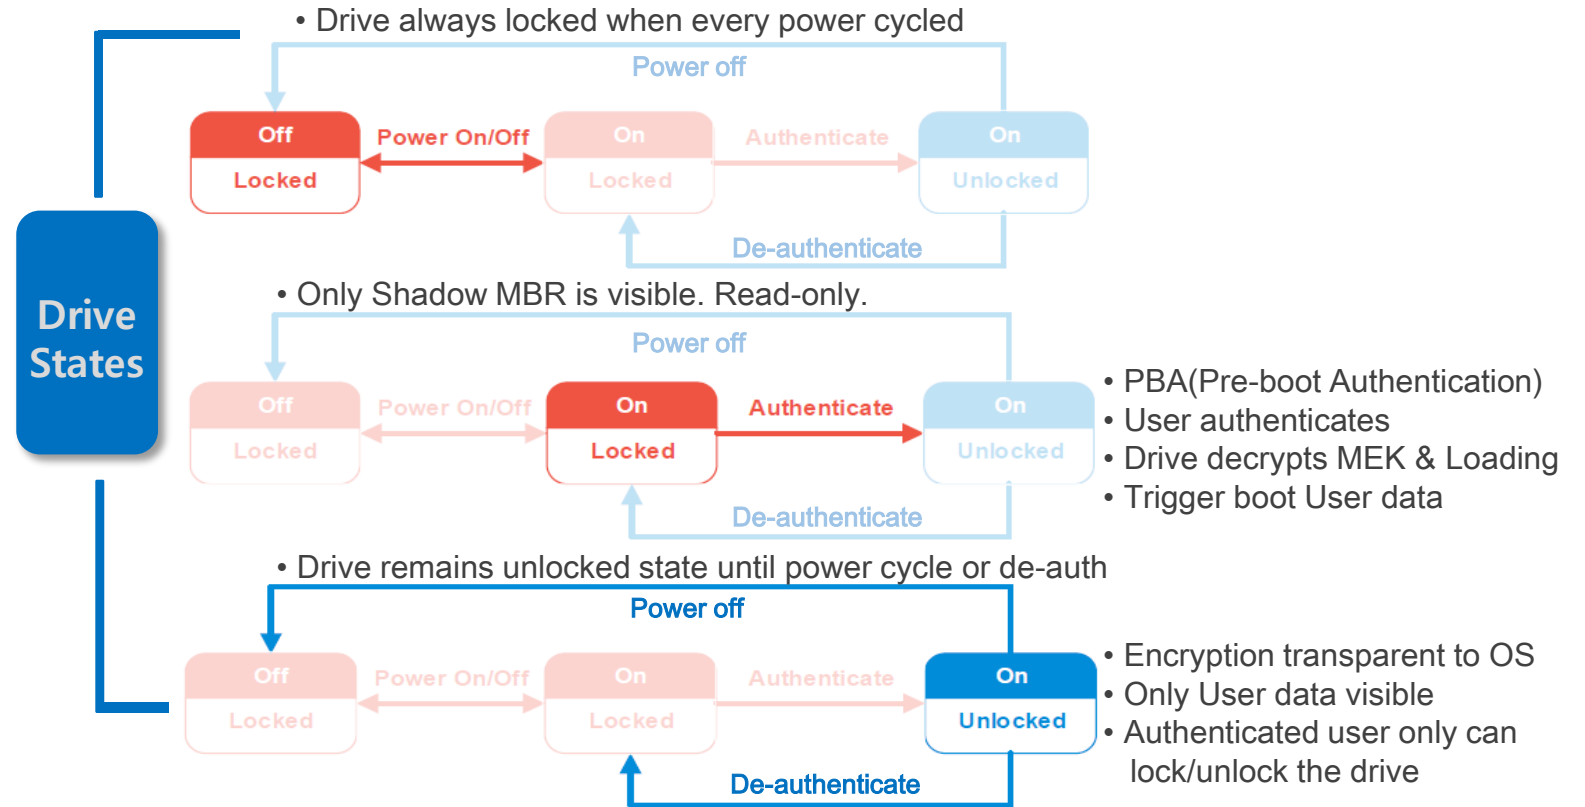 • Drive always locked when every power cycled
Power off
Off
Power On/Off
On
Authenticate
On
Locked
Locked
Unlocked
De-authenticate
Drive
States
• Only Shadow MBR is visible. Read-only.
Power off
Off
Power On/Off
On
Authenticate
On
Locked
Locked
Unlocked
De-authenticate
• PBA(Pre-boot Authentication)
• User authenticates
• Drive decrypts MEK & Loading
• Trigger boot User data
• Drive remains unlocked state until power cycle or de-auth
Power off
Off
Power On/Off
On
Authenticate
On
Locked
Locked
Unlocked
De-authenticate
• Encryption transparent to OS
• Only User data visible
• Authenticated user only can
lock/unlock the drive